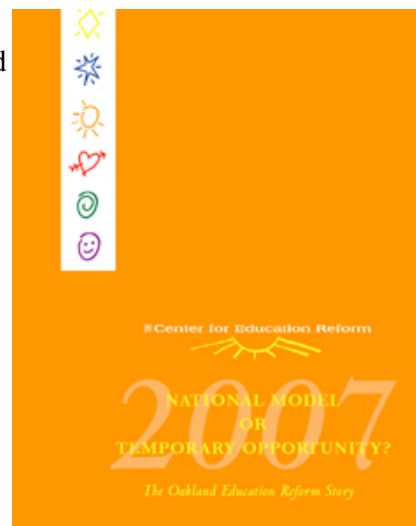 d
The Center for Education Reform
2007
NATIONAL MODEL
OR
TEMPORARY OPPORTUNITY?
The Oakland Education Reform Story